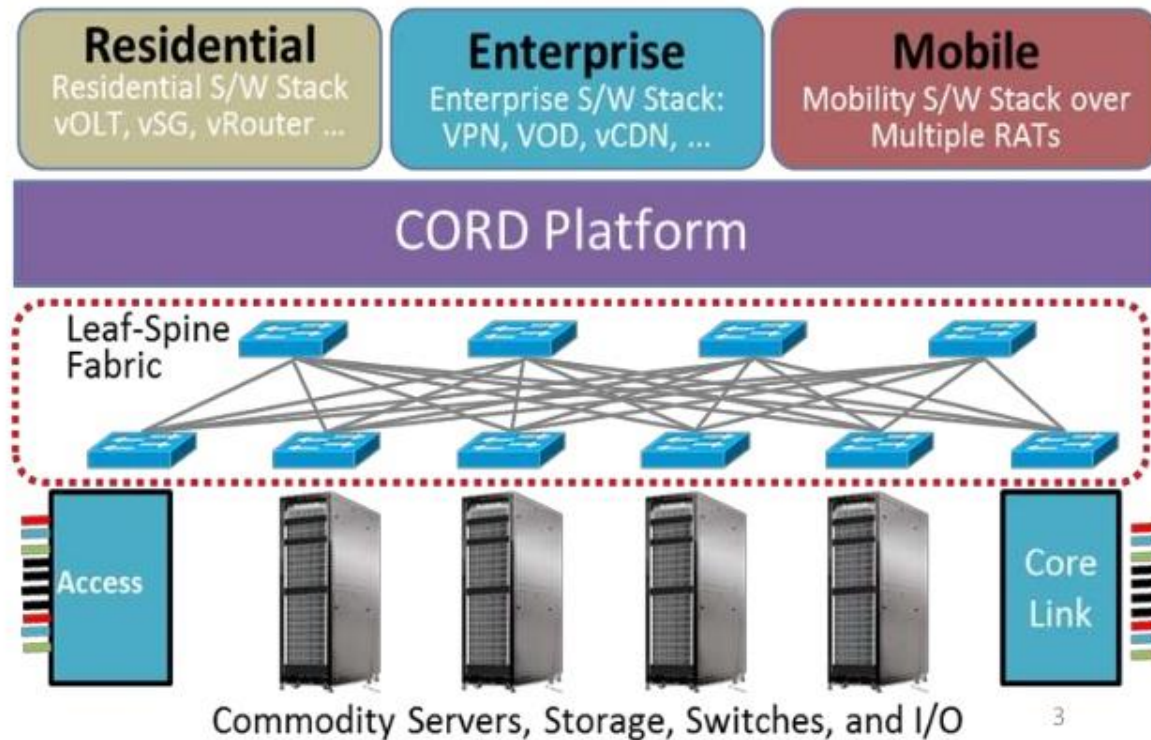 Residential
Residential S/W Stack
vOLT, vSG, vRouter ...
Enterprise
Enterprise S/W Stack:
VPN, VOD, vCDN, ...
Mobile
Mobility S/W Stack over
Multiple RATs
CORD Platform
Leaf-Spine
Fabric
Access
Core
Link
Commodity Servers, Storage, Switches, and I/O
3